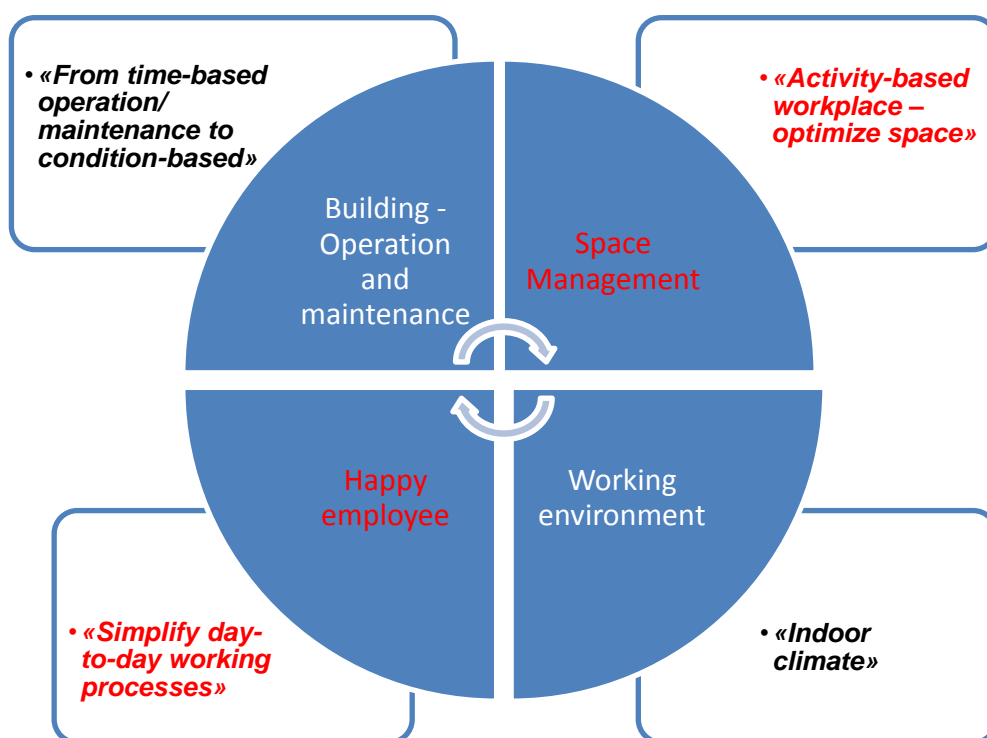 • «From time-based
operation/
maintenance to
condition-based»
• «Activity-based
workplace –
optimize space»
Building -
Operation
and
maintenance
Space
Management
Happy
employee
Working
environment
• «Simplify day-
to-day working
processes»
• «Indoor
climate»